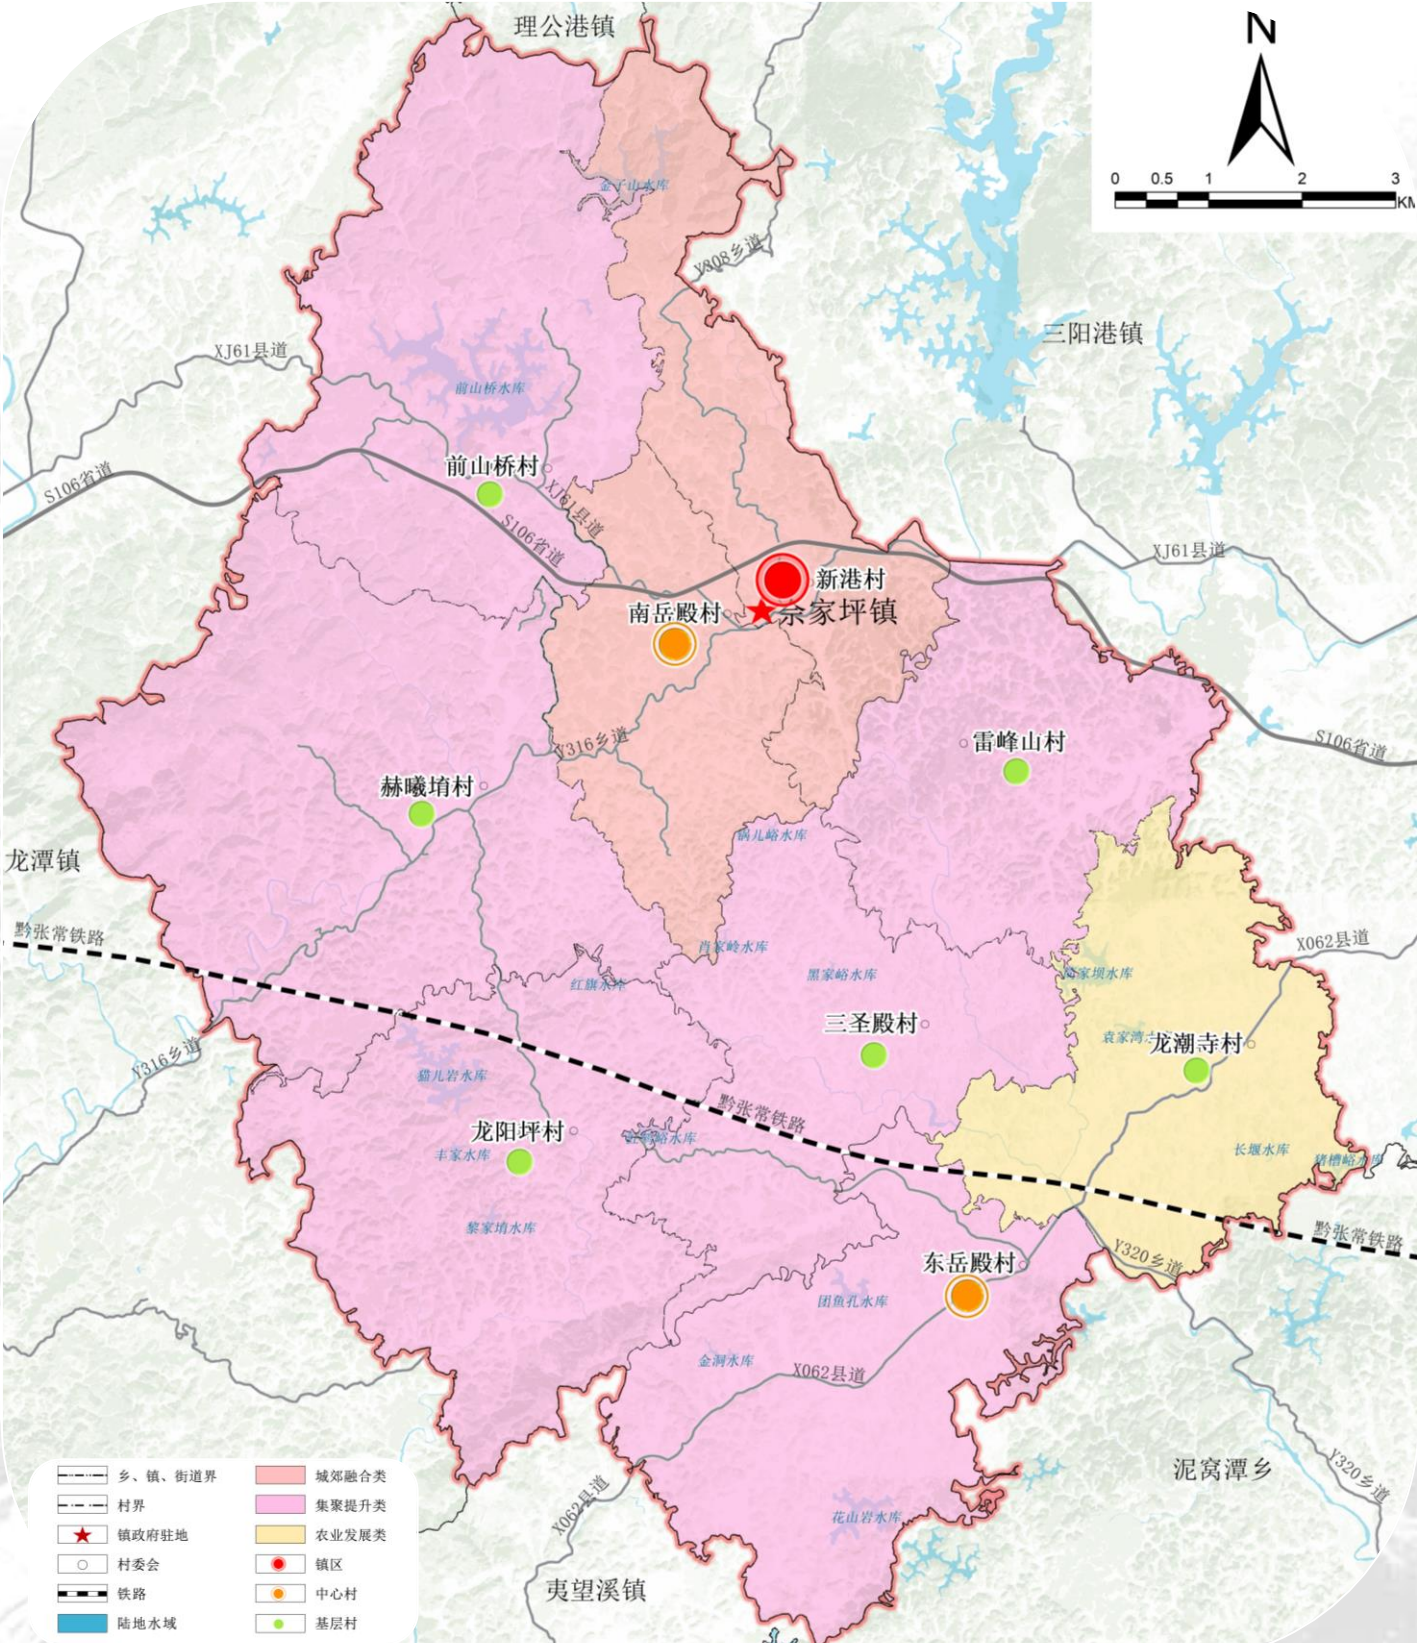 理公港镇
N
0 0.5 1 2 3
KM
金子山水库
Y308乡道
三阳港镇
XJ61县道
前山桥水库
前山桥村
S106省道
XJ61县道
S106省道
XJ61县道
新港村
南岳殿村
佘家坪镇
雷峰山村
S106省道
Y316乡道
赫曦堉村
锅儿峪水库
龙潭镇
黔张常铁路
X062县道
肖家岭水库
黑家峪水库
红旗水库
三圣殿村
袁家湾
龙潮寺村
Y316乡道
猫儿岩水库
黔张常铁路
龙阳坪村
丰家水库
长堰水库
猪槽峪水库
黎家堉水库
黔张常铁路
东岳殿村
Y320乡道
团鱼孔水库
金洞水库
X062县道
泥窝潭乡
Y320乡道
X062县道
花山岩水库
夷望溪镇
乡、镇、街道界
城郊融合类
村界
集聚提升类
镇政府驻地
农业发展类
村委会
镇区
铁路
中心村
陆地水域
基层村